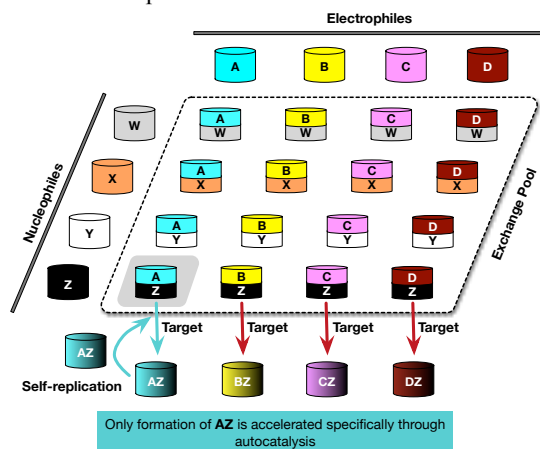 Electrophiles
A B C D
Nucleophiles
W
A B C D
W W W W
X
A B C D
X X X X
Exchange Pool
Y
A B C D
Y Y Y Y
Z
A B C D
Z Z Z Z
Target Target Target Target
AZ
Self-replication
AZ BZ CZ DZ
Only formation of AZ is accelerated specifically through
autocatalysis